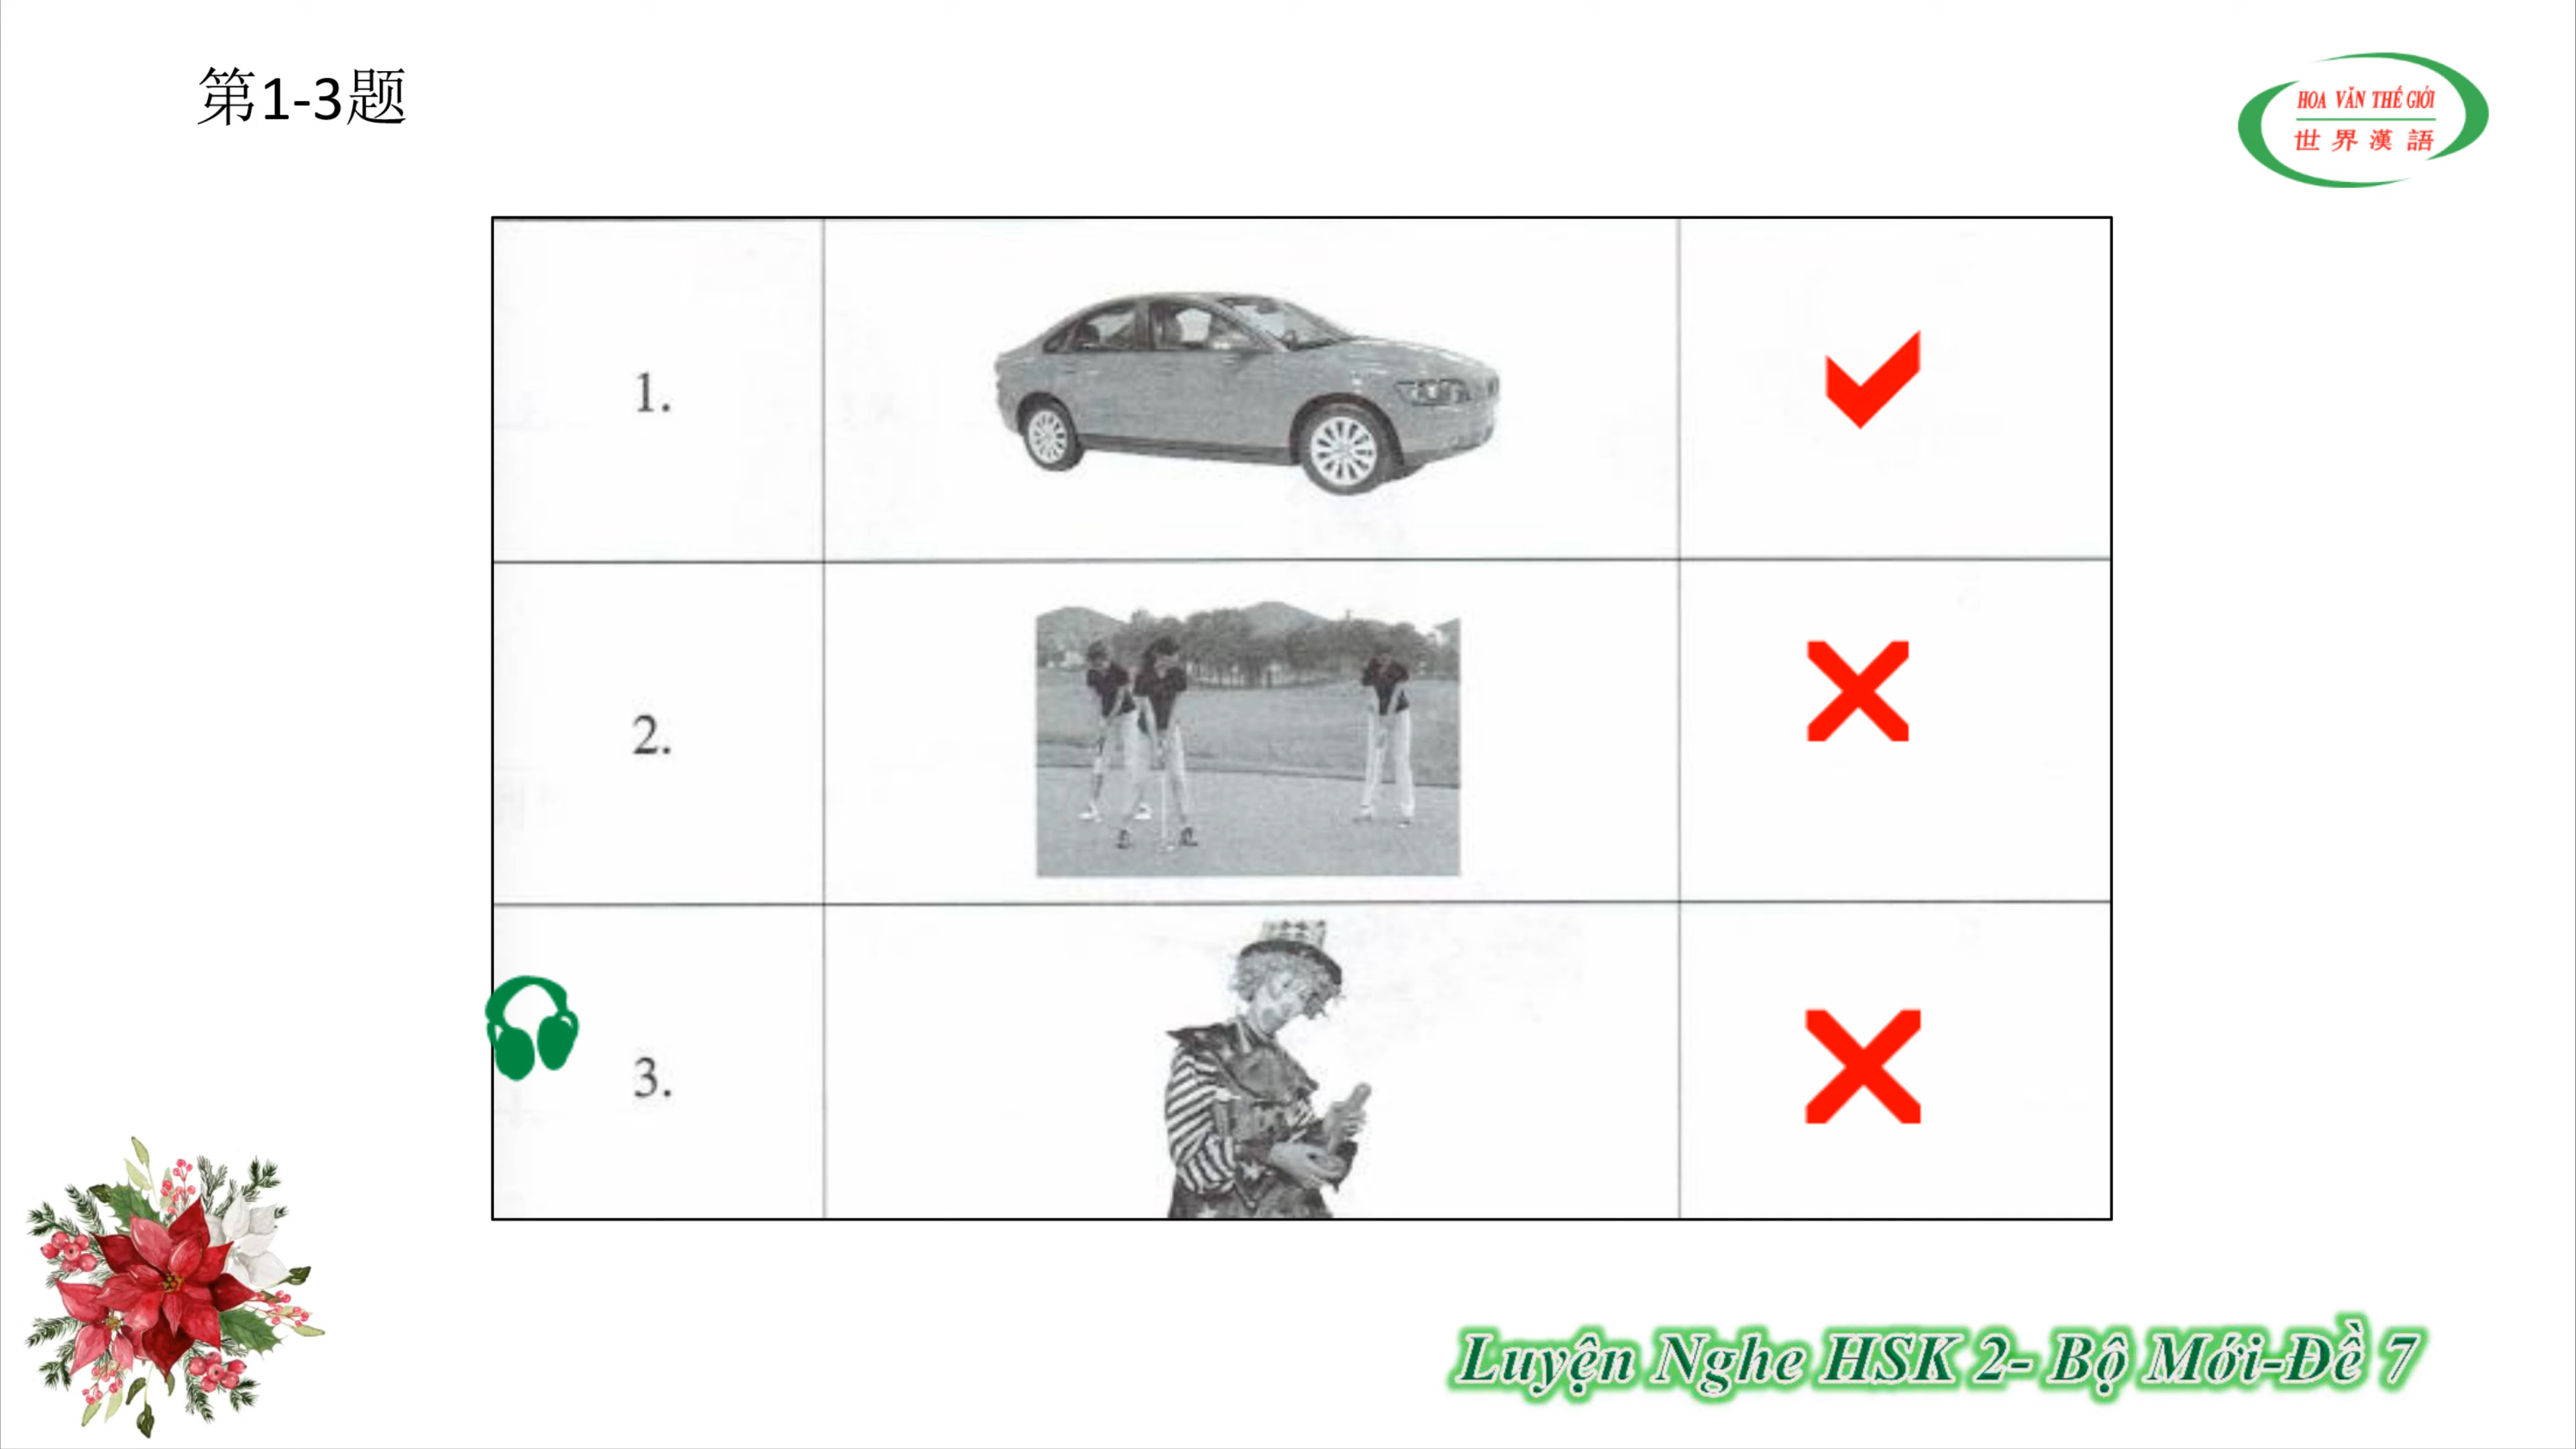 第1-3题
HOA VĂN THẾ GIỚI
世界漢語
1.
2.
3.
Luyện Nghe HSK 2- Bộ Mới-Đề 7